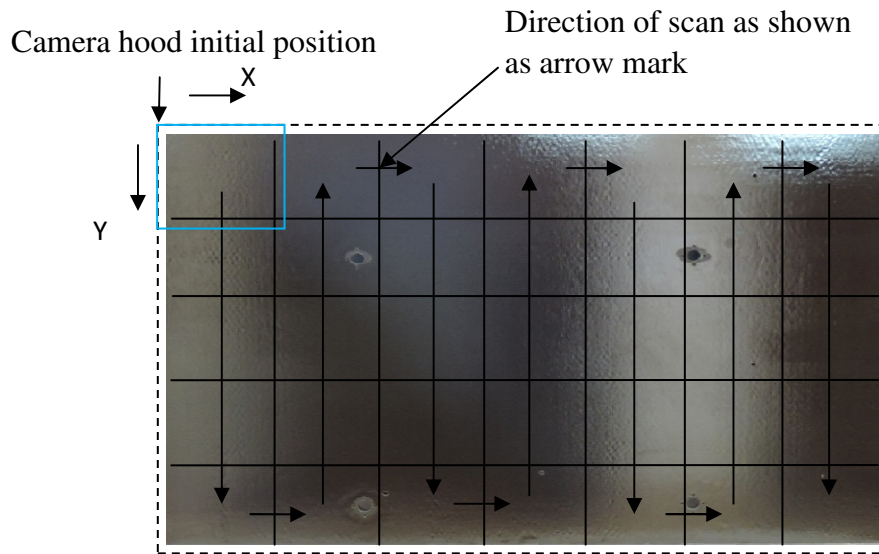 Camera hood initial position
Direction of scan as shown
as arrow mark
X
Y